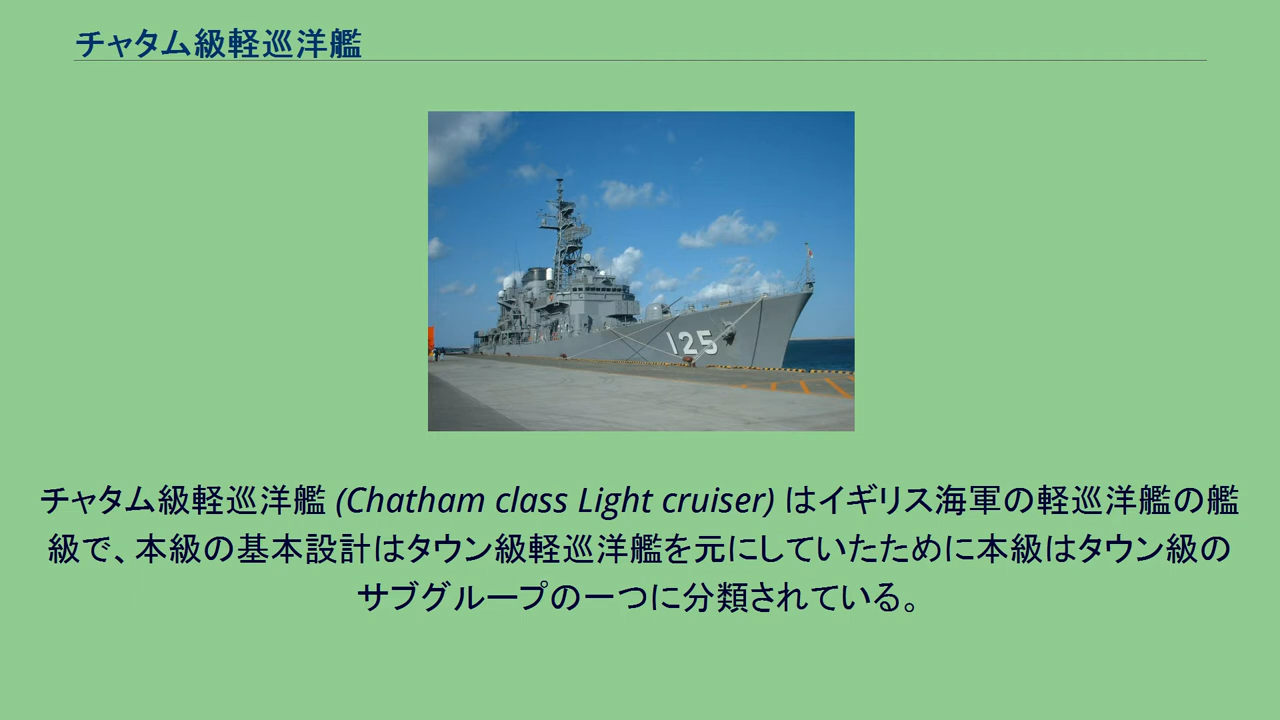 チャタム級軽巡洋艦
125
チャタム級軽巡洋艦 (Chatham class Light cruiser) はイギリス海軍の軽巡洋艦の艦
級で、本級の基本設計はタウン級軽巡洋艦を元にしていたために本級はタウン級の
サブグループの一つに分類されている。